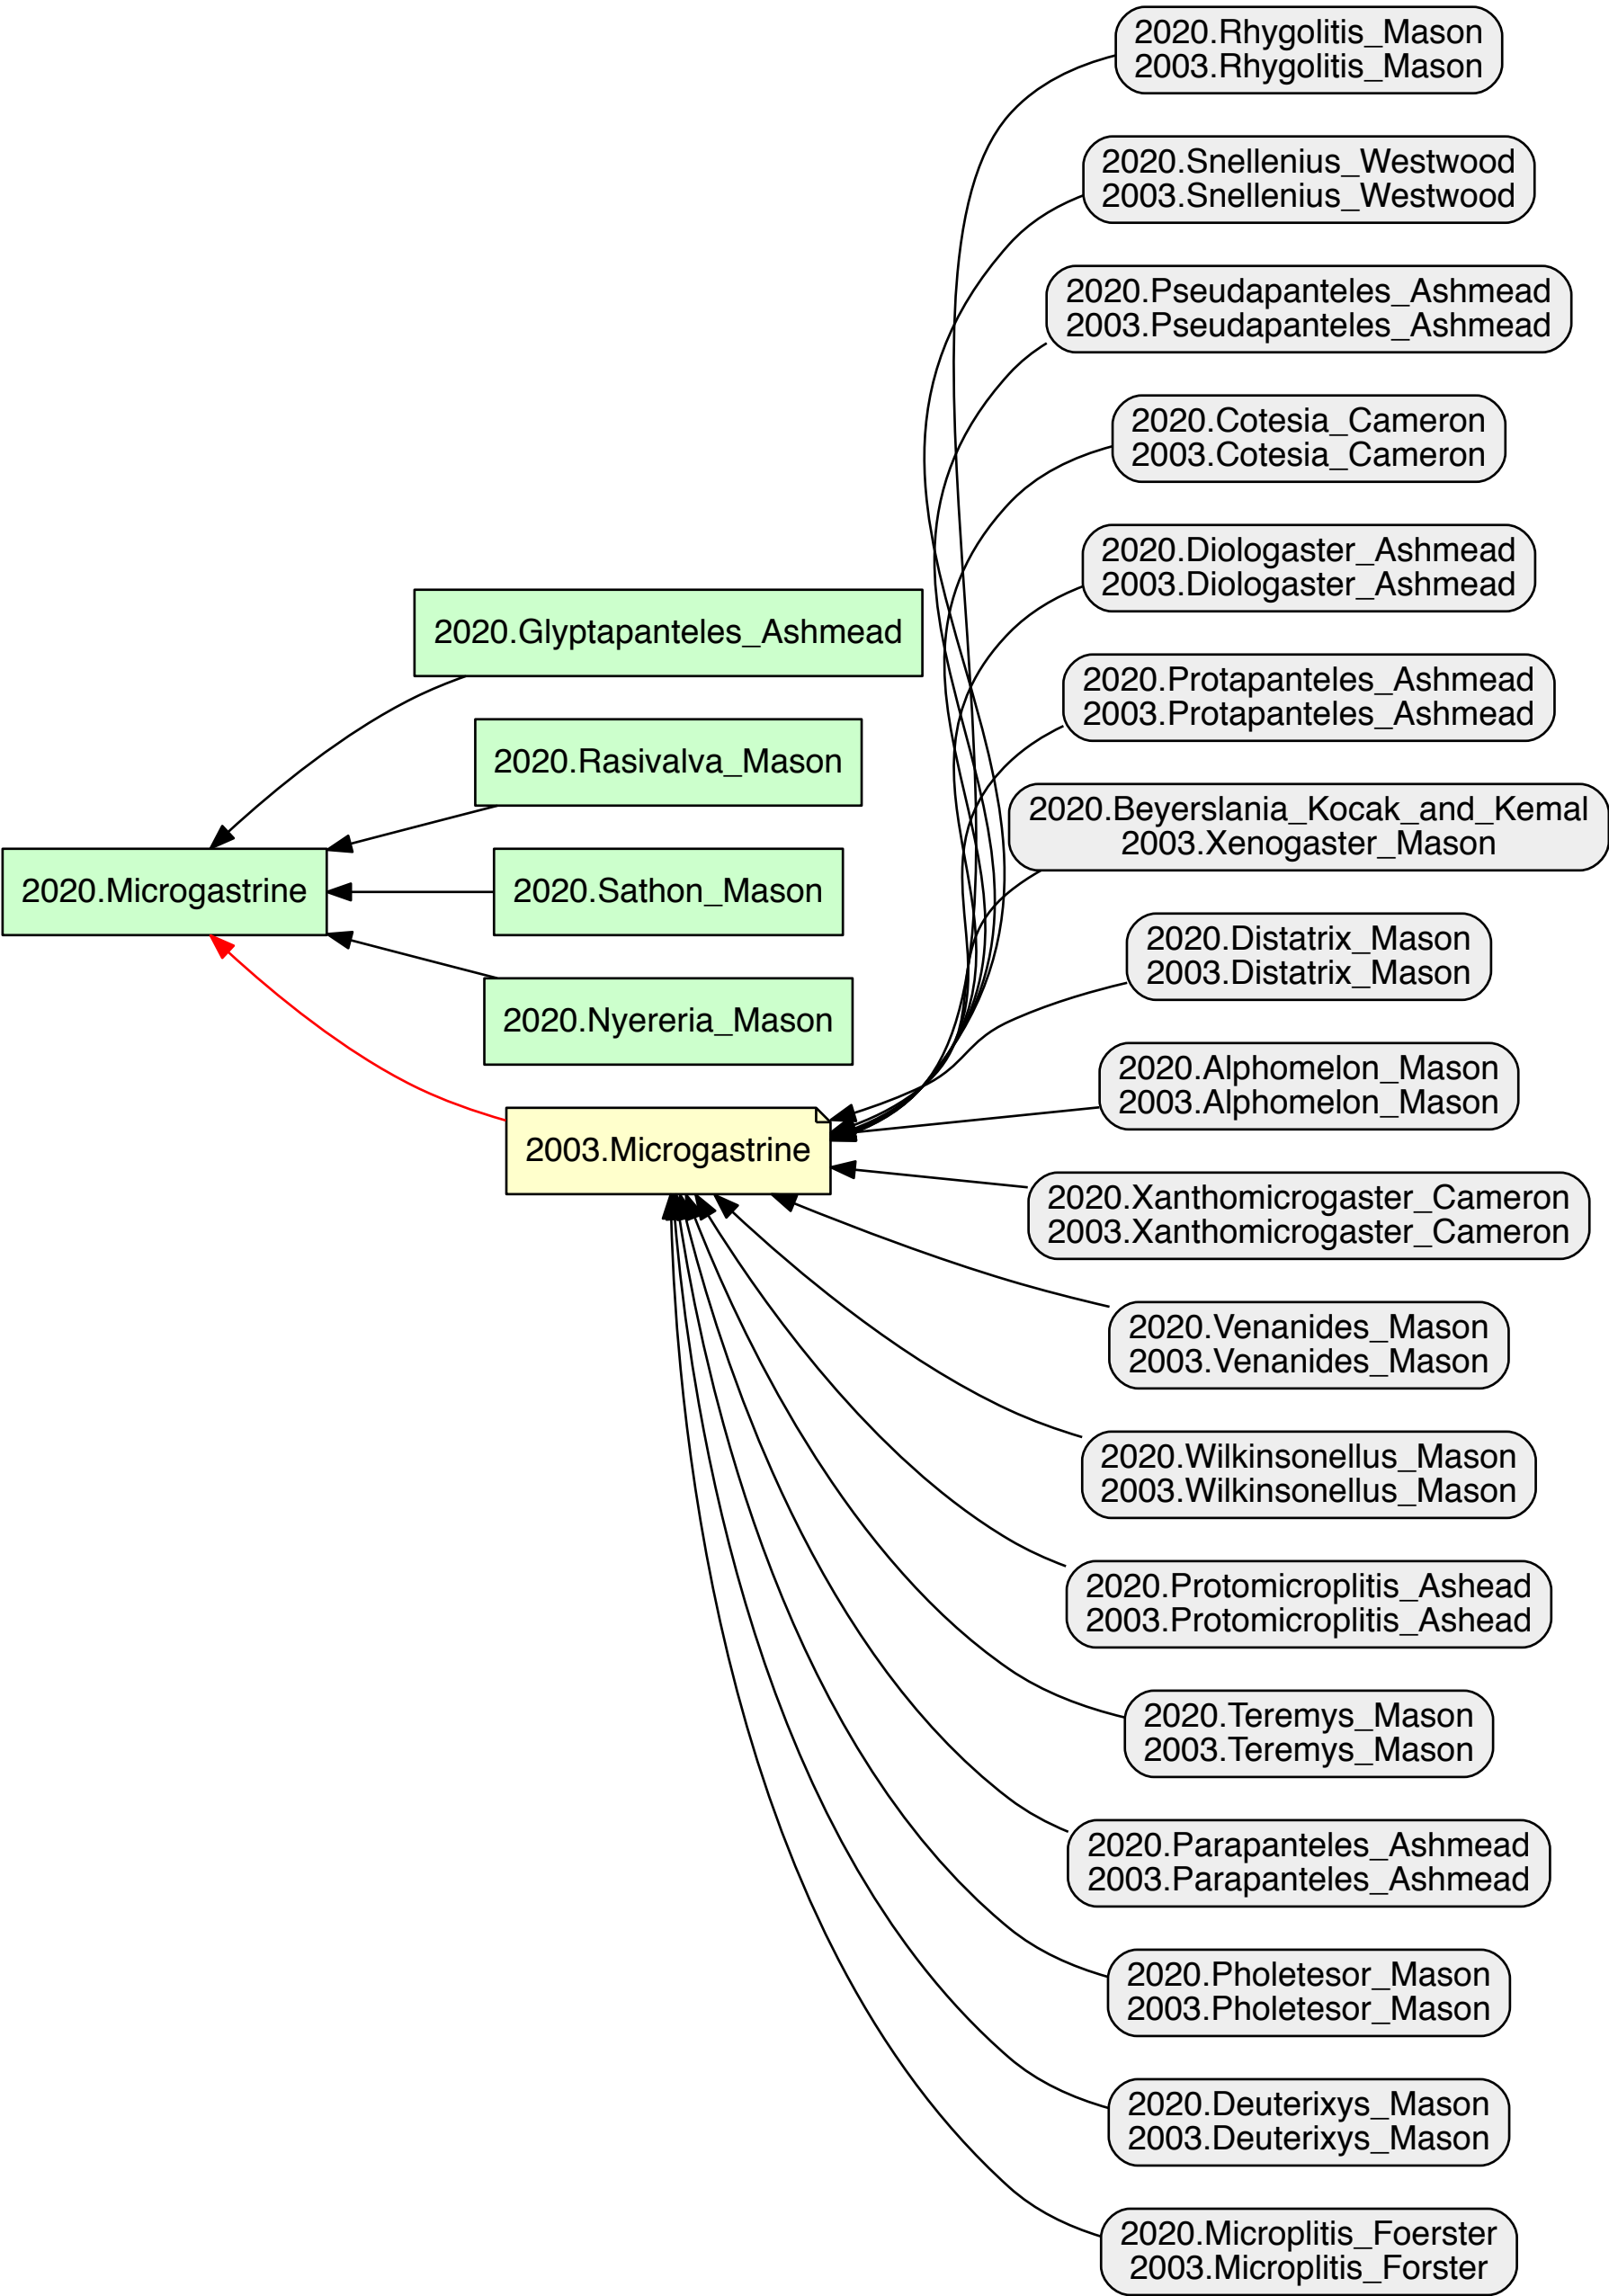 2020.Rhygolitis_Mason
2003.Rhygolitis_Mason
2020.Snellenius_Westwood
2003.Snellenius_Westwood
2020.Pseudapanteles_Ashmead
2003.Pseudapanteles_Ashmead
2020.Cotesia_Cameron
2003.Cotesia_Cameron
2020.Diologaster_Ashmead
2003.Diologaster_Ashmead
2020.Glyptapanteles_Ashmead
2020.Protapanteles_Ashmead
2003.Protapanteles_Ashmead
2020.Rasivalva_Mason
2020.Beyerslania_Kocak_and_Kemal
2003.Xenogaster_Mason
2020.Microgastrine
2020.Sathon_Mason
2020.Distatrix_Mason
2003.Distatrix_Mason
2020.Nyereria_Mason
2020.Alphomelon_Mason
2003.Alphomelon_Mason
2003.Microgastrine
2020.Xanthomicrogaster_Cameron
2003.Xanthomicrogaster_Cameron
2020.Venanides_Mason
2003.Venanides_Mason
2020.Wilkinsonellus_Mason
2003.Wilkinsonellus_Mason
2020.Protomicroplitis_Ashead
2003.Protomicroplitis_Ashead
2020.Teremys_Mason
2003.Teremys_Mason
2020.Parapanteles_Ashmead
2003.Parapanteles_Ashmead
2020.Pholetesor_Mason
2003.Pholetesor_Mason
2020.Deuterixys_Mason
2003.Deuterixys_Mason
2020.Microplitis_Foerster
2003.Microplitis_Forster